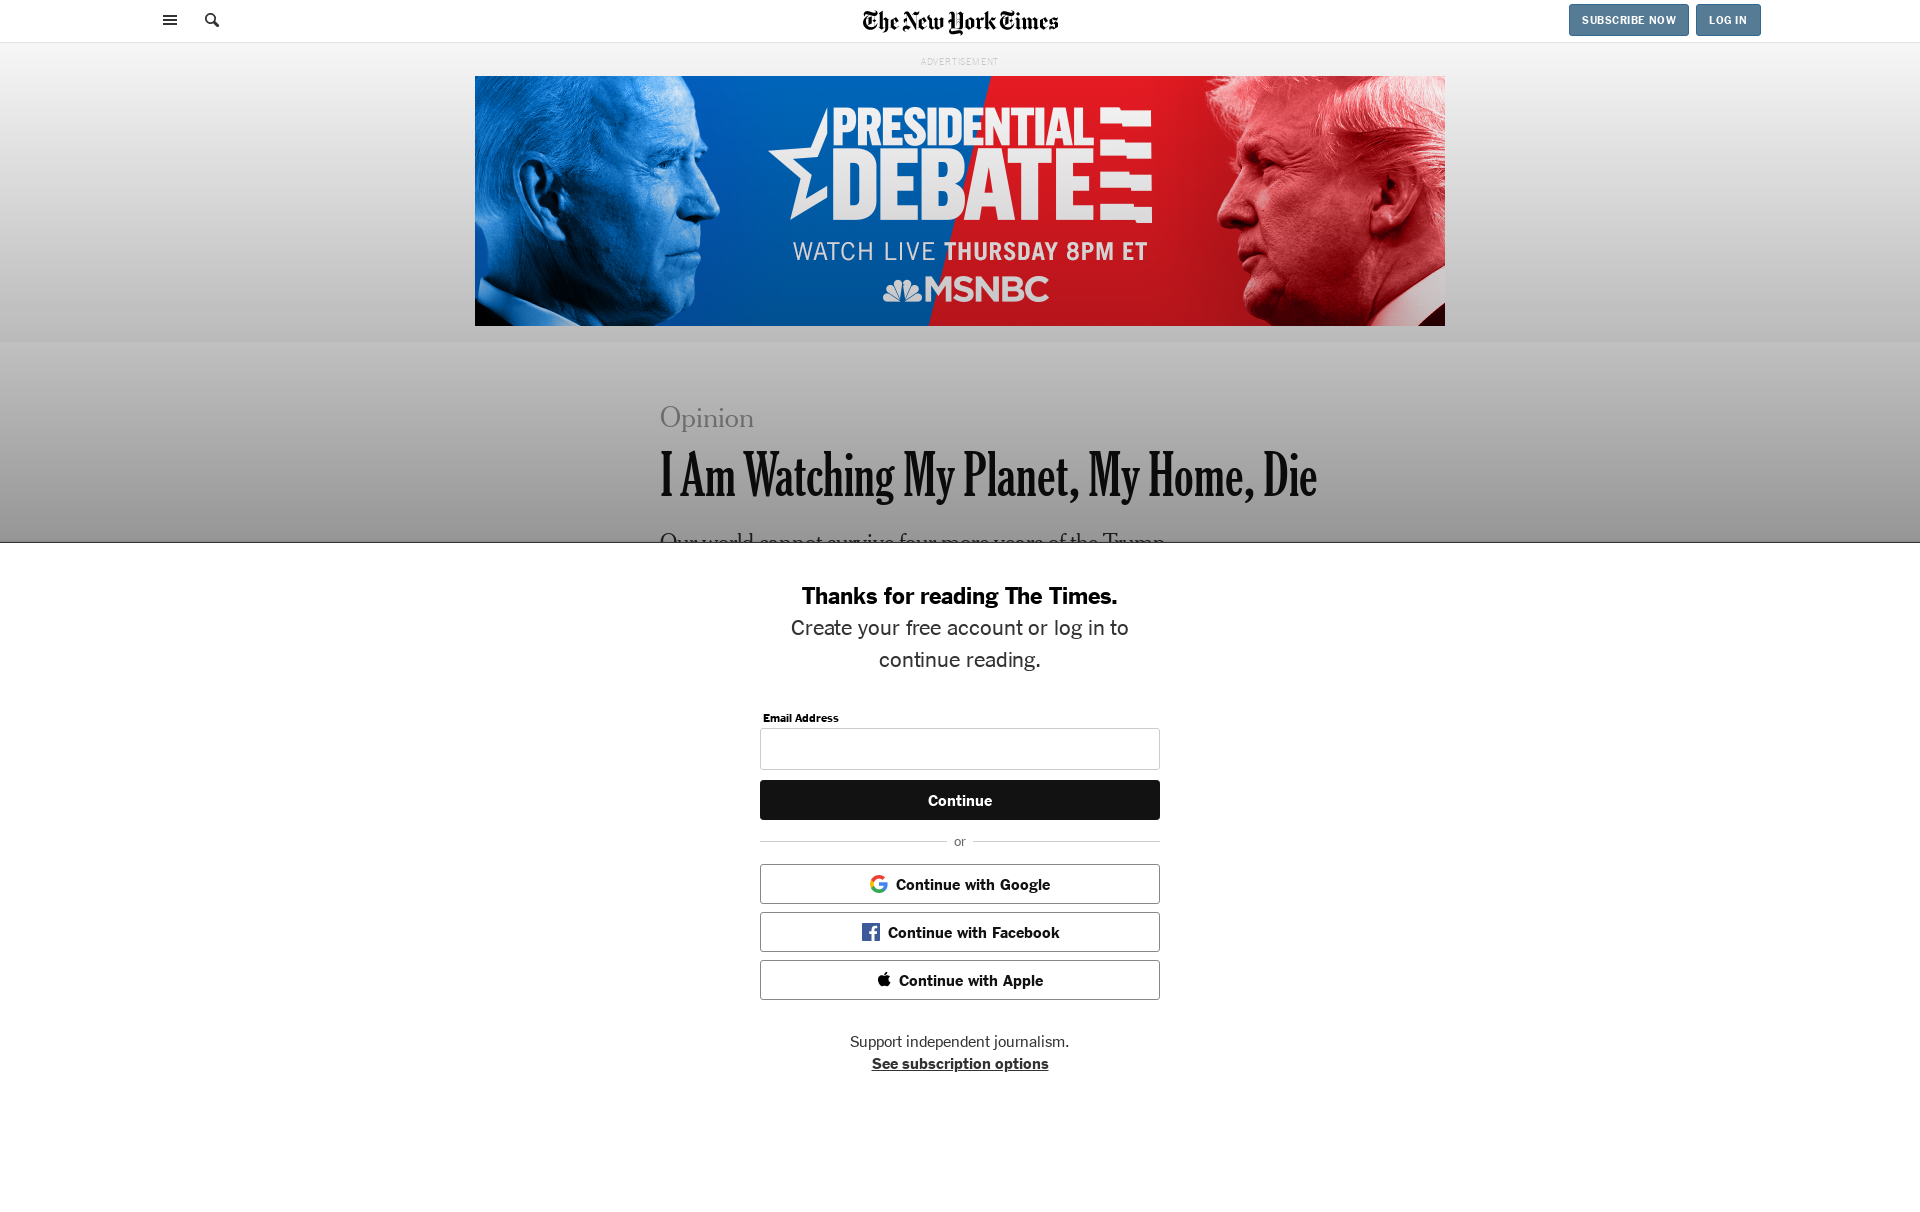 The New York Times
SUBSCRIBE NOW
LOG IN
ADVERTISEMENT
PRESIDENTIAL
DEBATE
WATCH LIVE THURSDAY 8PM ET
MSNBC
Opinion
I Am Watching My Planet, My Home, Die
Our world cannot survive four more years of the Trump
Thanks for reading The Times.
Create your free account or log in to
continue reading.
Email Address
Continue
or
Continue with Google
Continue with Facebook
Continue with Apple
Support independent journalism.
See subscription options